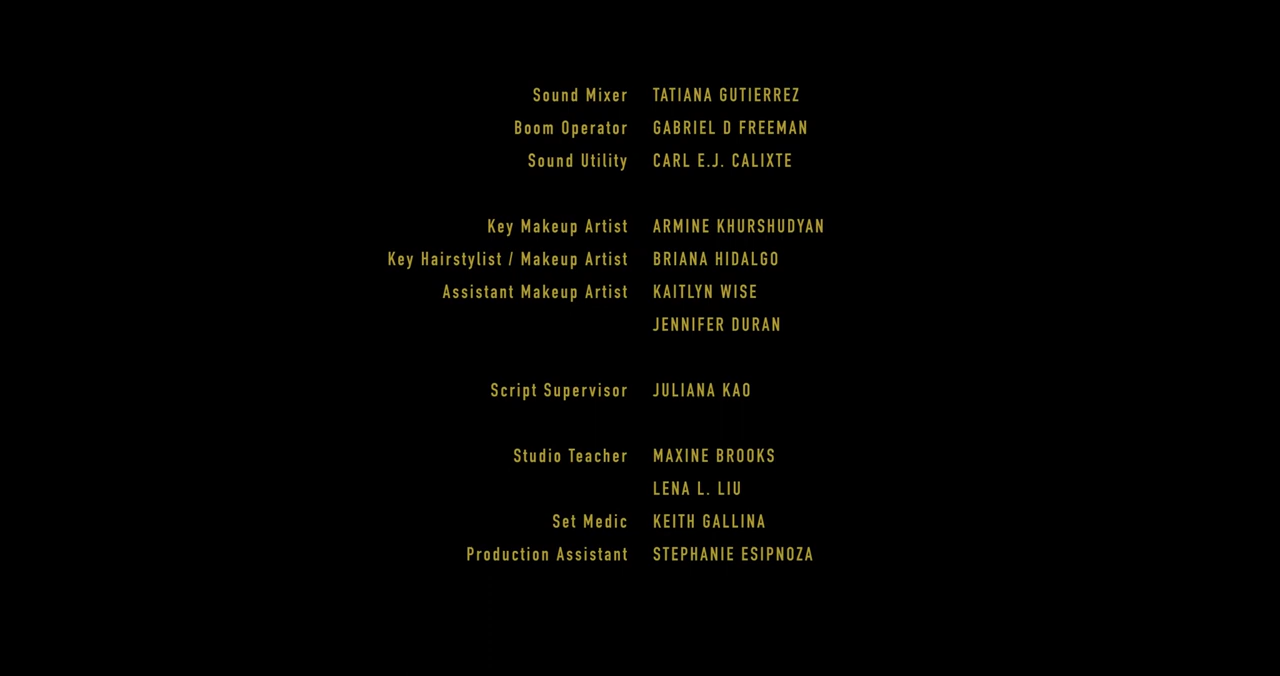 Sound Mixer TATIANA GUTIERREZ
Boom Operator GABRIEL D FREEMAN
Sound Utility CARL E.J. CALIXTE
Key Makeup Artist ARMINE KHURSHUDYAN
Key Hairstylist / Makeup Artist BRIANA HIDALGO
Assistant Makeup Artist KAITLYN WISE
JENNIFER DURAN
Script Supervisor JULIANA KAO
Studio Teacher MAXINE BROOKS
LENA L. LIU
Set Medic KEITH GALLINA
Production Assistant STEPHANIE ESIPNOZA